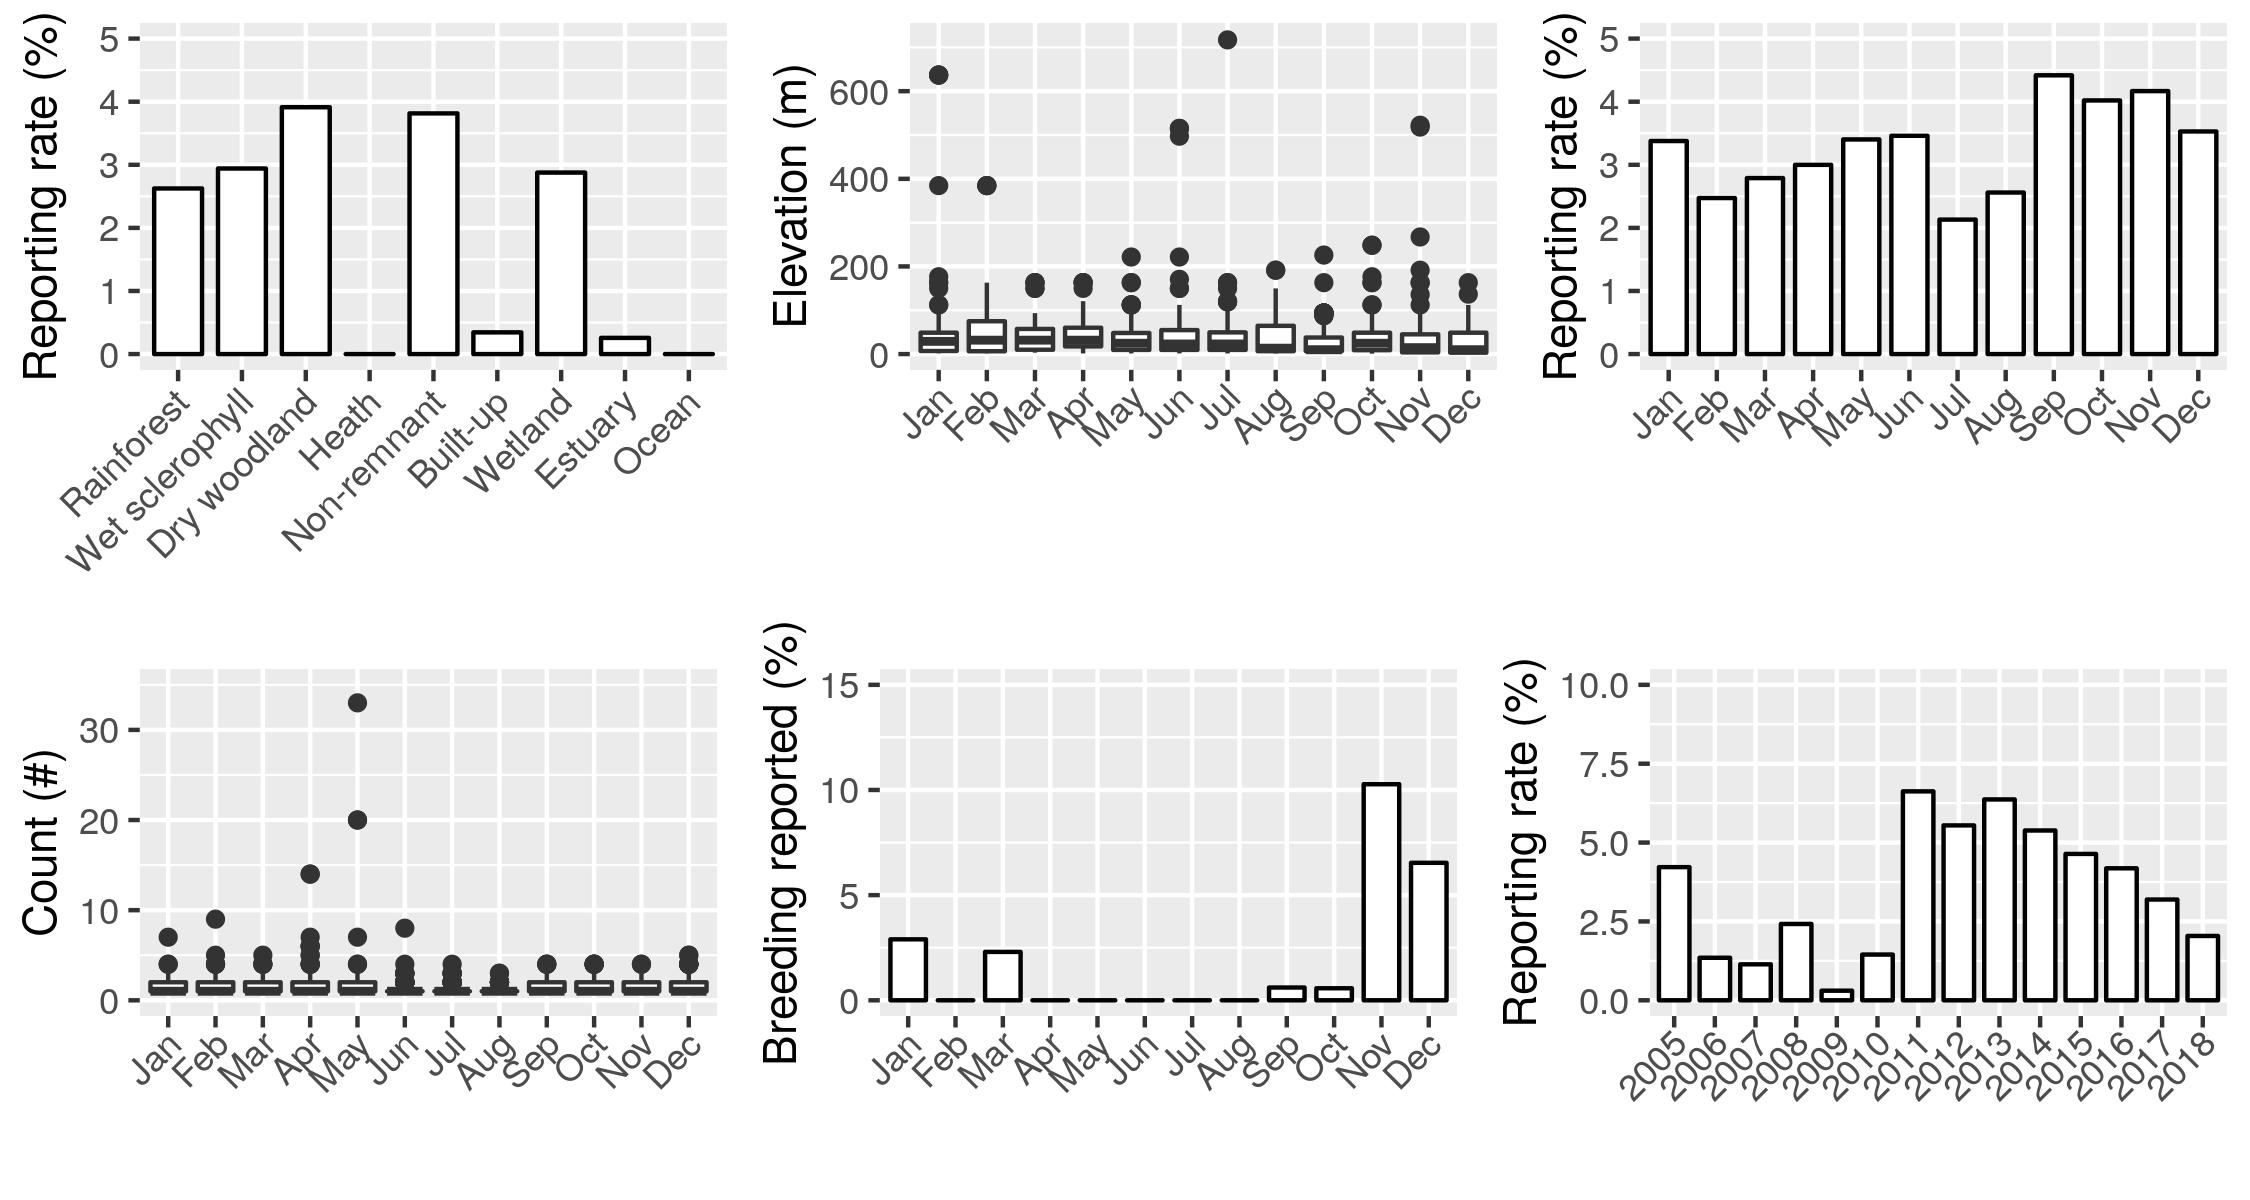 Reporting rate (%)
5
4
3
2
1
0
Rainforest
Wet sclerophyll
Dry woodland
Heath
Non-remnant
Built-up
Wetland
Estuary
Ocean
Elevation (m)
600
400
200
0
Jan
Feb
Mar
Apr
May
Jun
Jul
Aug
Sep
Oct
Nov
Dec
Reporting rate (%)
5
4
3
2
1
0
Jan
Feb
Mar
Apr
May
Jun
Jul
Aug
Sep
Oct
Nov
Dec
Count (#)
30
20
10
0
Jan
Feb
Mar
Apr
May
Jun
Jul
Aug
Sep
Oct
Nov
Dec
Breeding reported (%)
15
10
5
0
Jan
Feb
Mar
Apr
May
Jun
Jul
Aug
Sep
Oct
Nov
Dec
Reporting rate (%)
10.0
7.5
5.0
2.5
0.0
2005
2006
2007
2008
2009
2010
2011
2012
2013
2014
2015
2016
2017
2018